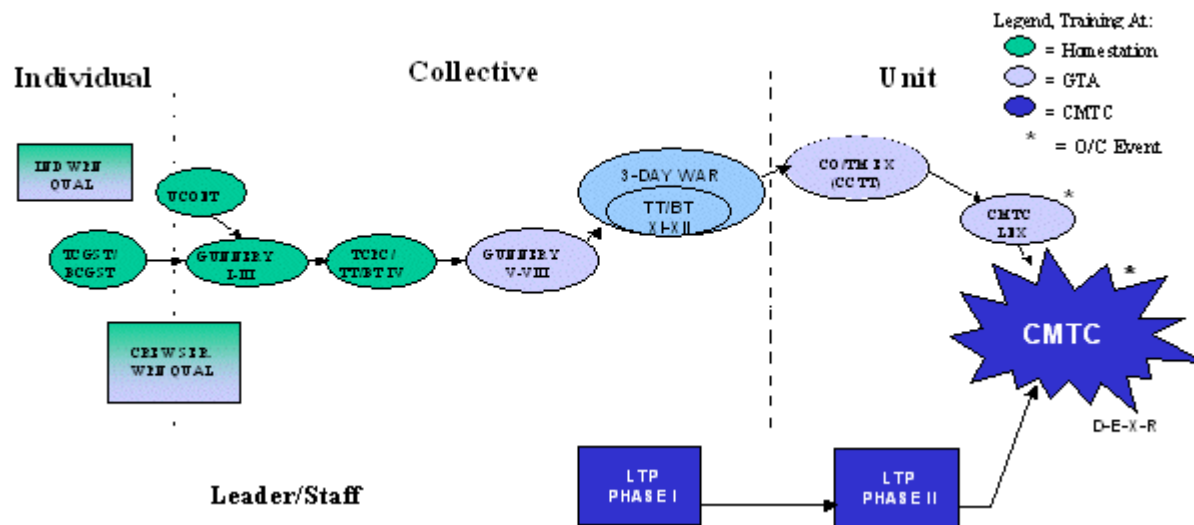 Legend, Training At:
= Homestation
= GTA
= CMTC
* = O/C Event
Individual
Collective
Unit
IND WPN
QUAL
UCOFT
TCGST/
BCGST
GUNNERY
I-III
TCPC/
TT/BT IV
GUNNERY
V-VIII
3-DAY WAR
TT/BT
XI-XII
CO/TM EX
(CCTT)
CMTC
LFX
*
*
CMTC
D-E-X-R
CREW SER.
WPN QUAL
Leader/Staff
LTP
PHASE I
LTP
PHASE II